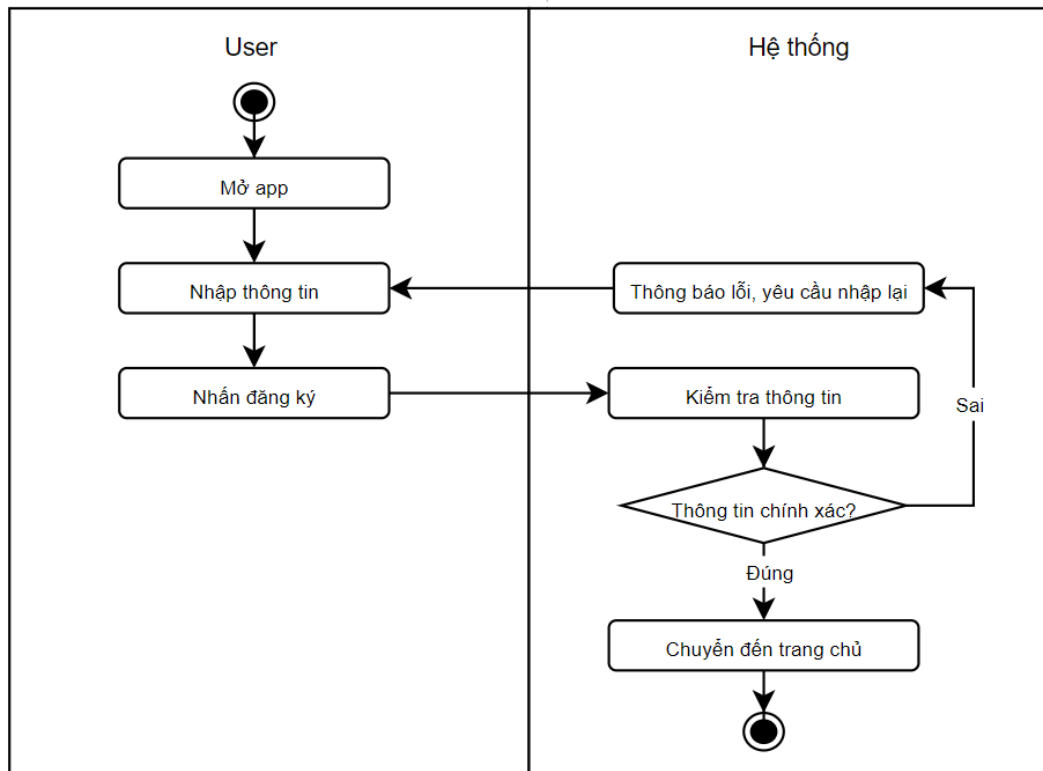 User
Hệ thống
Mở app
Nhập thông tin
Thông báo lỗi, yêu cầu nhập lại
Nhấn đăng ký
Kiểm tra thông tin
Sai
Thông tin chính xác?
Đúng
Chuyển đến trang chủ